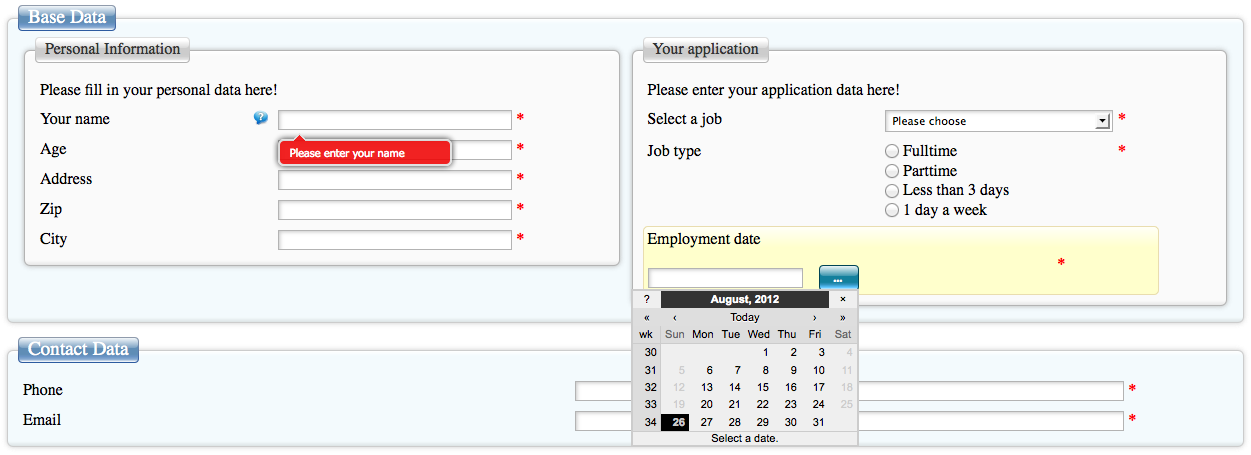 Base Data
Personal Information
Please fill in your personal data here!
Your name ? *
Please enter your name
Age *
Address *
Zip *
City *
Your application
Please enter your application data here!
Select a job Please choose *
Job type Fulltime *
Parttime
Less than 3 days
1 day a week
Employment date
*
...
? August, 2012 ×
« ‹ Today › »
wk Sun Mon Tue Wed Thu Fri Sat
30 1 2 3 4
31 5 6 7 8 9 10 11
32 12 13 14 15 16 17 18
33 19 20 21 22 23 24 25
34 26 27 28 29 30 31
Select a date.
Contact Data
Phone *
Email *